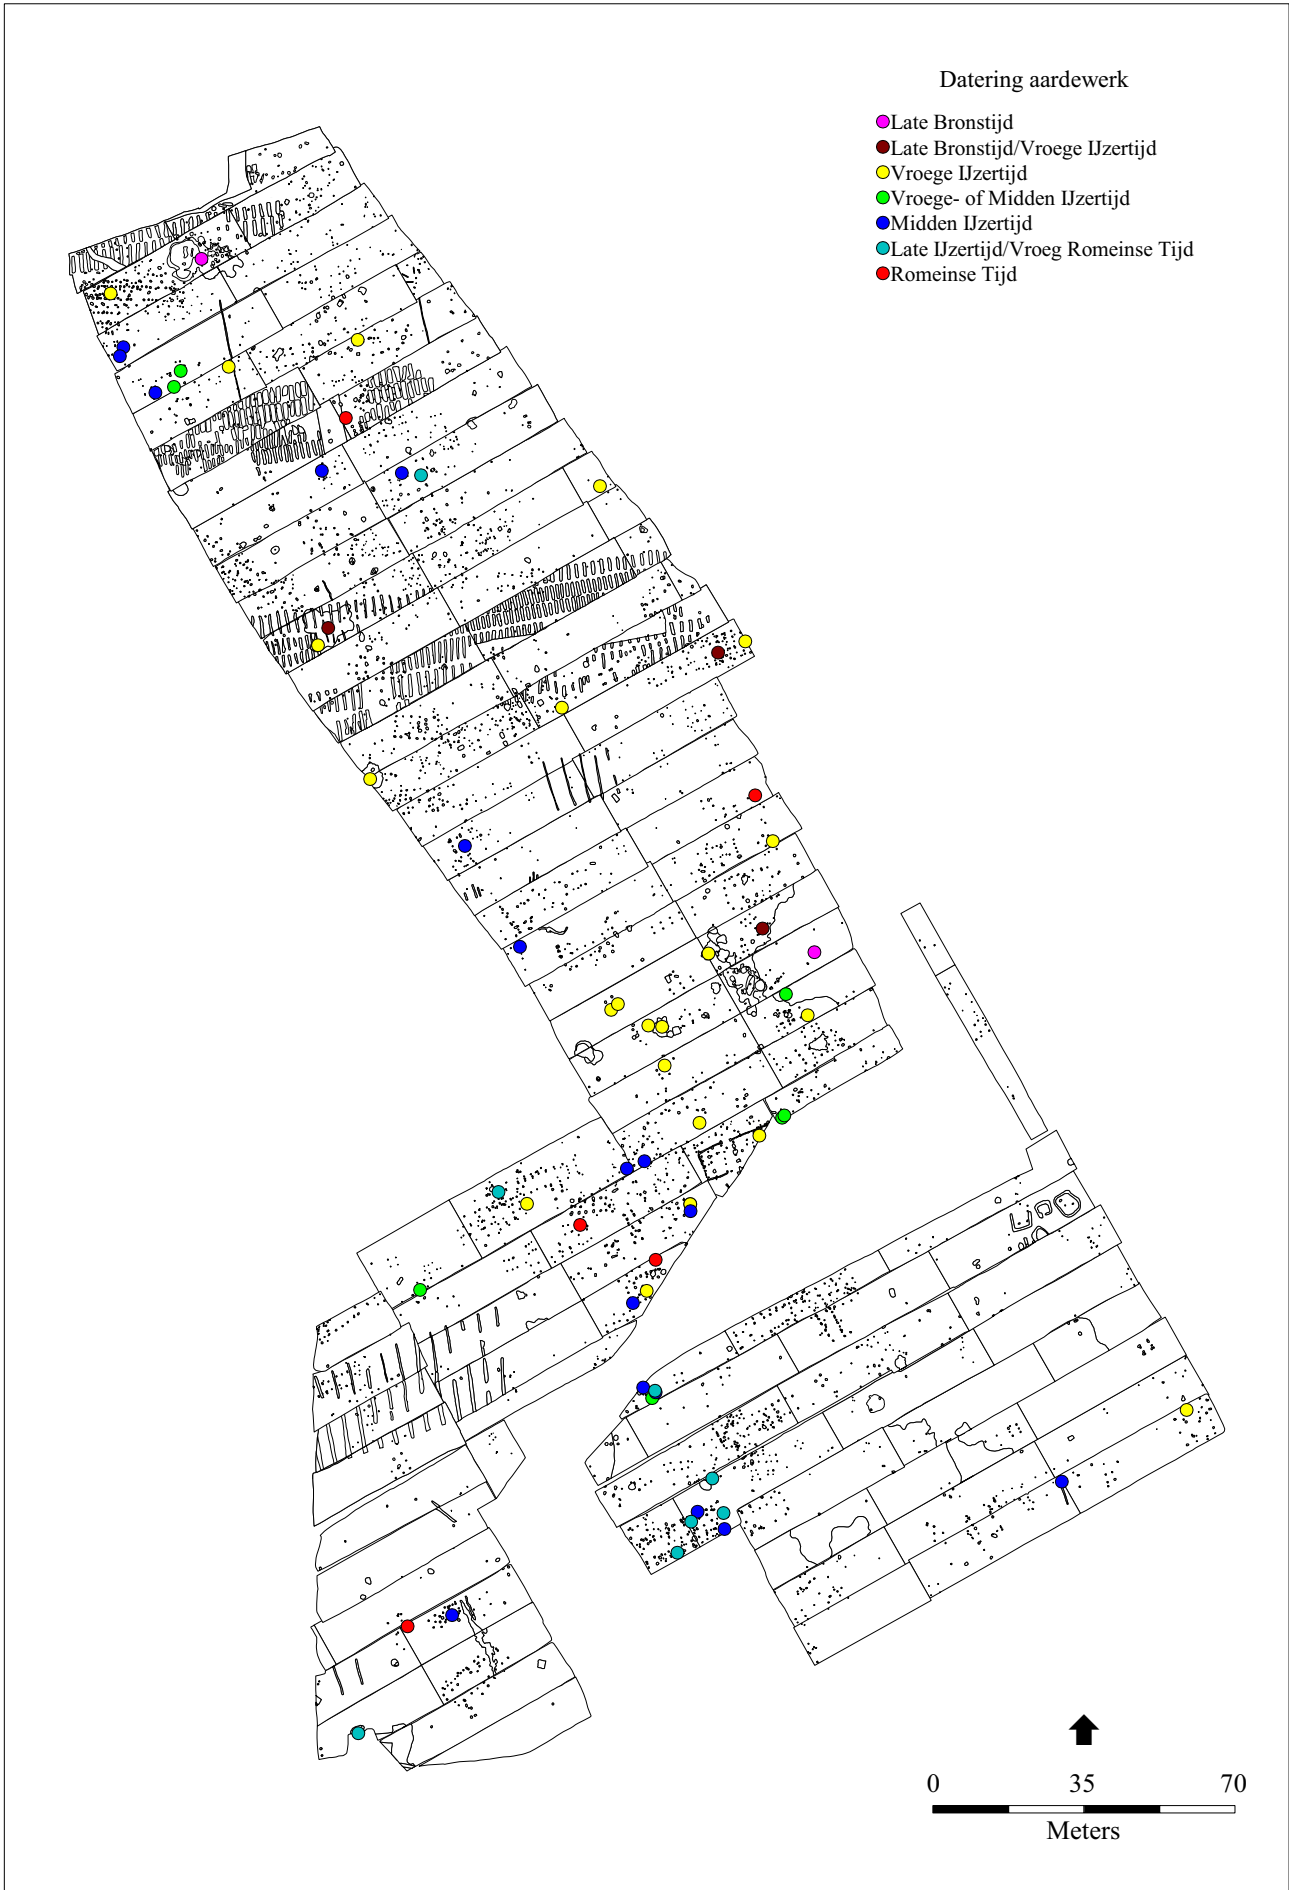 Datering aardewerk
Late Bronstijd
Late Bronstijd/Vroege IJzertijd
Vroege IJzertijd
Vroege- of Midden IJzertijd
Midden IJzertijd
Late IJzertijd/Vroeg Romeinse Tijd
Romeinse Tijd
0 35 70
Meters